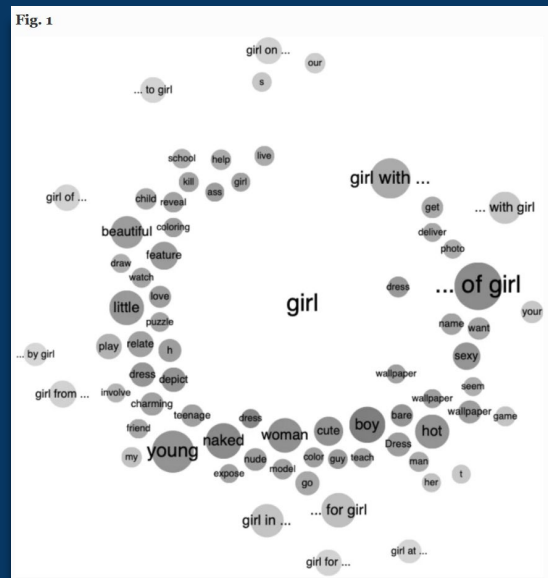 Fig. 1
girl on ...
our
s
... to girl
school
help
live
kill
ass
girl
girl of ...
child
reveal
girl with ...
... with girl
get
beautiful
coloring
deliver
feature
photo
draw
watch
dress
... of girl
little
love
girl
your
puzzle
name
want
play
relate
h
sexy
... by girl
dress
depict
wallpaper
seem
girl from ...
involve
charming
wallpaper
teenage
dress
bare
wallpaper
game
friend
naked
woman
cute
boy
hot
my
young
Dress
nude
color
guy
teach
man
expose
model
go
her
t
girl in ...
... for girl
girl for ...
girl at ...